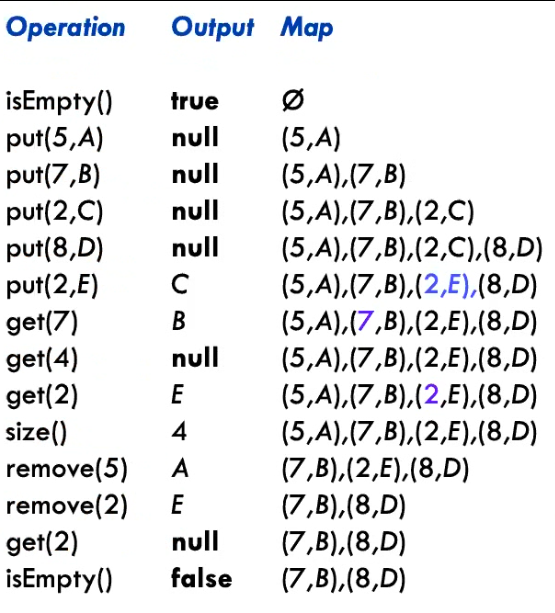 Operation Output Map
isEmpty() true Ø
put(5,A) null (5,A)
put(7,B) null (5,A),(7,B)
put(2,C) null (5,A),(7,B),(2,C)
put(8,D) null (5,A),(7,B),(2,C),(8,D)
put(2,E) C (5,A),(7,B),(2,E),(8,D)
get(7) B (5,A),(7,B),(2,E),(8,D)
get(4) null (5,A),(7,B),(2,E),(8,D)
get(2) E (5,A),(7,B),(2,E),(8,D)
size() 4 (5,A),(7,B),(2,E),(8,D)
remove(5) A (7,B),(2,E),(8,D)
remove(2) E (7,B),(8,D)
get(2) null (7,B),(8,D)
isEmpty() false (7,B),(8,D)